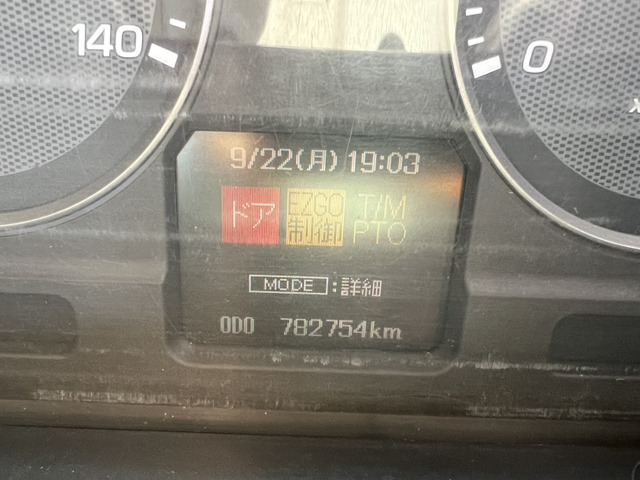 140
0
x
9/22(月) 19:03
ドア EZGO T/M
制御 PTO
MODE :詳細
ODO 782754km